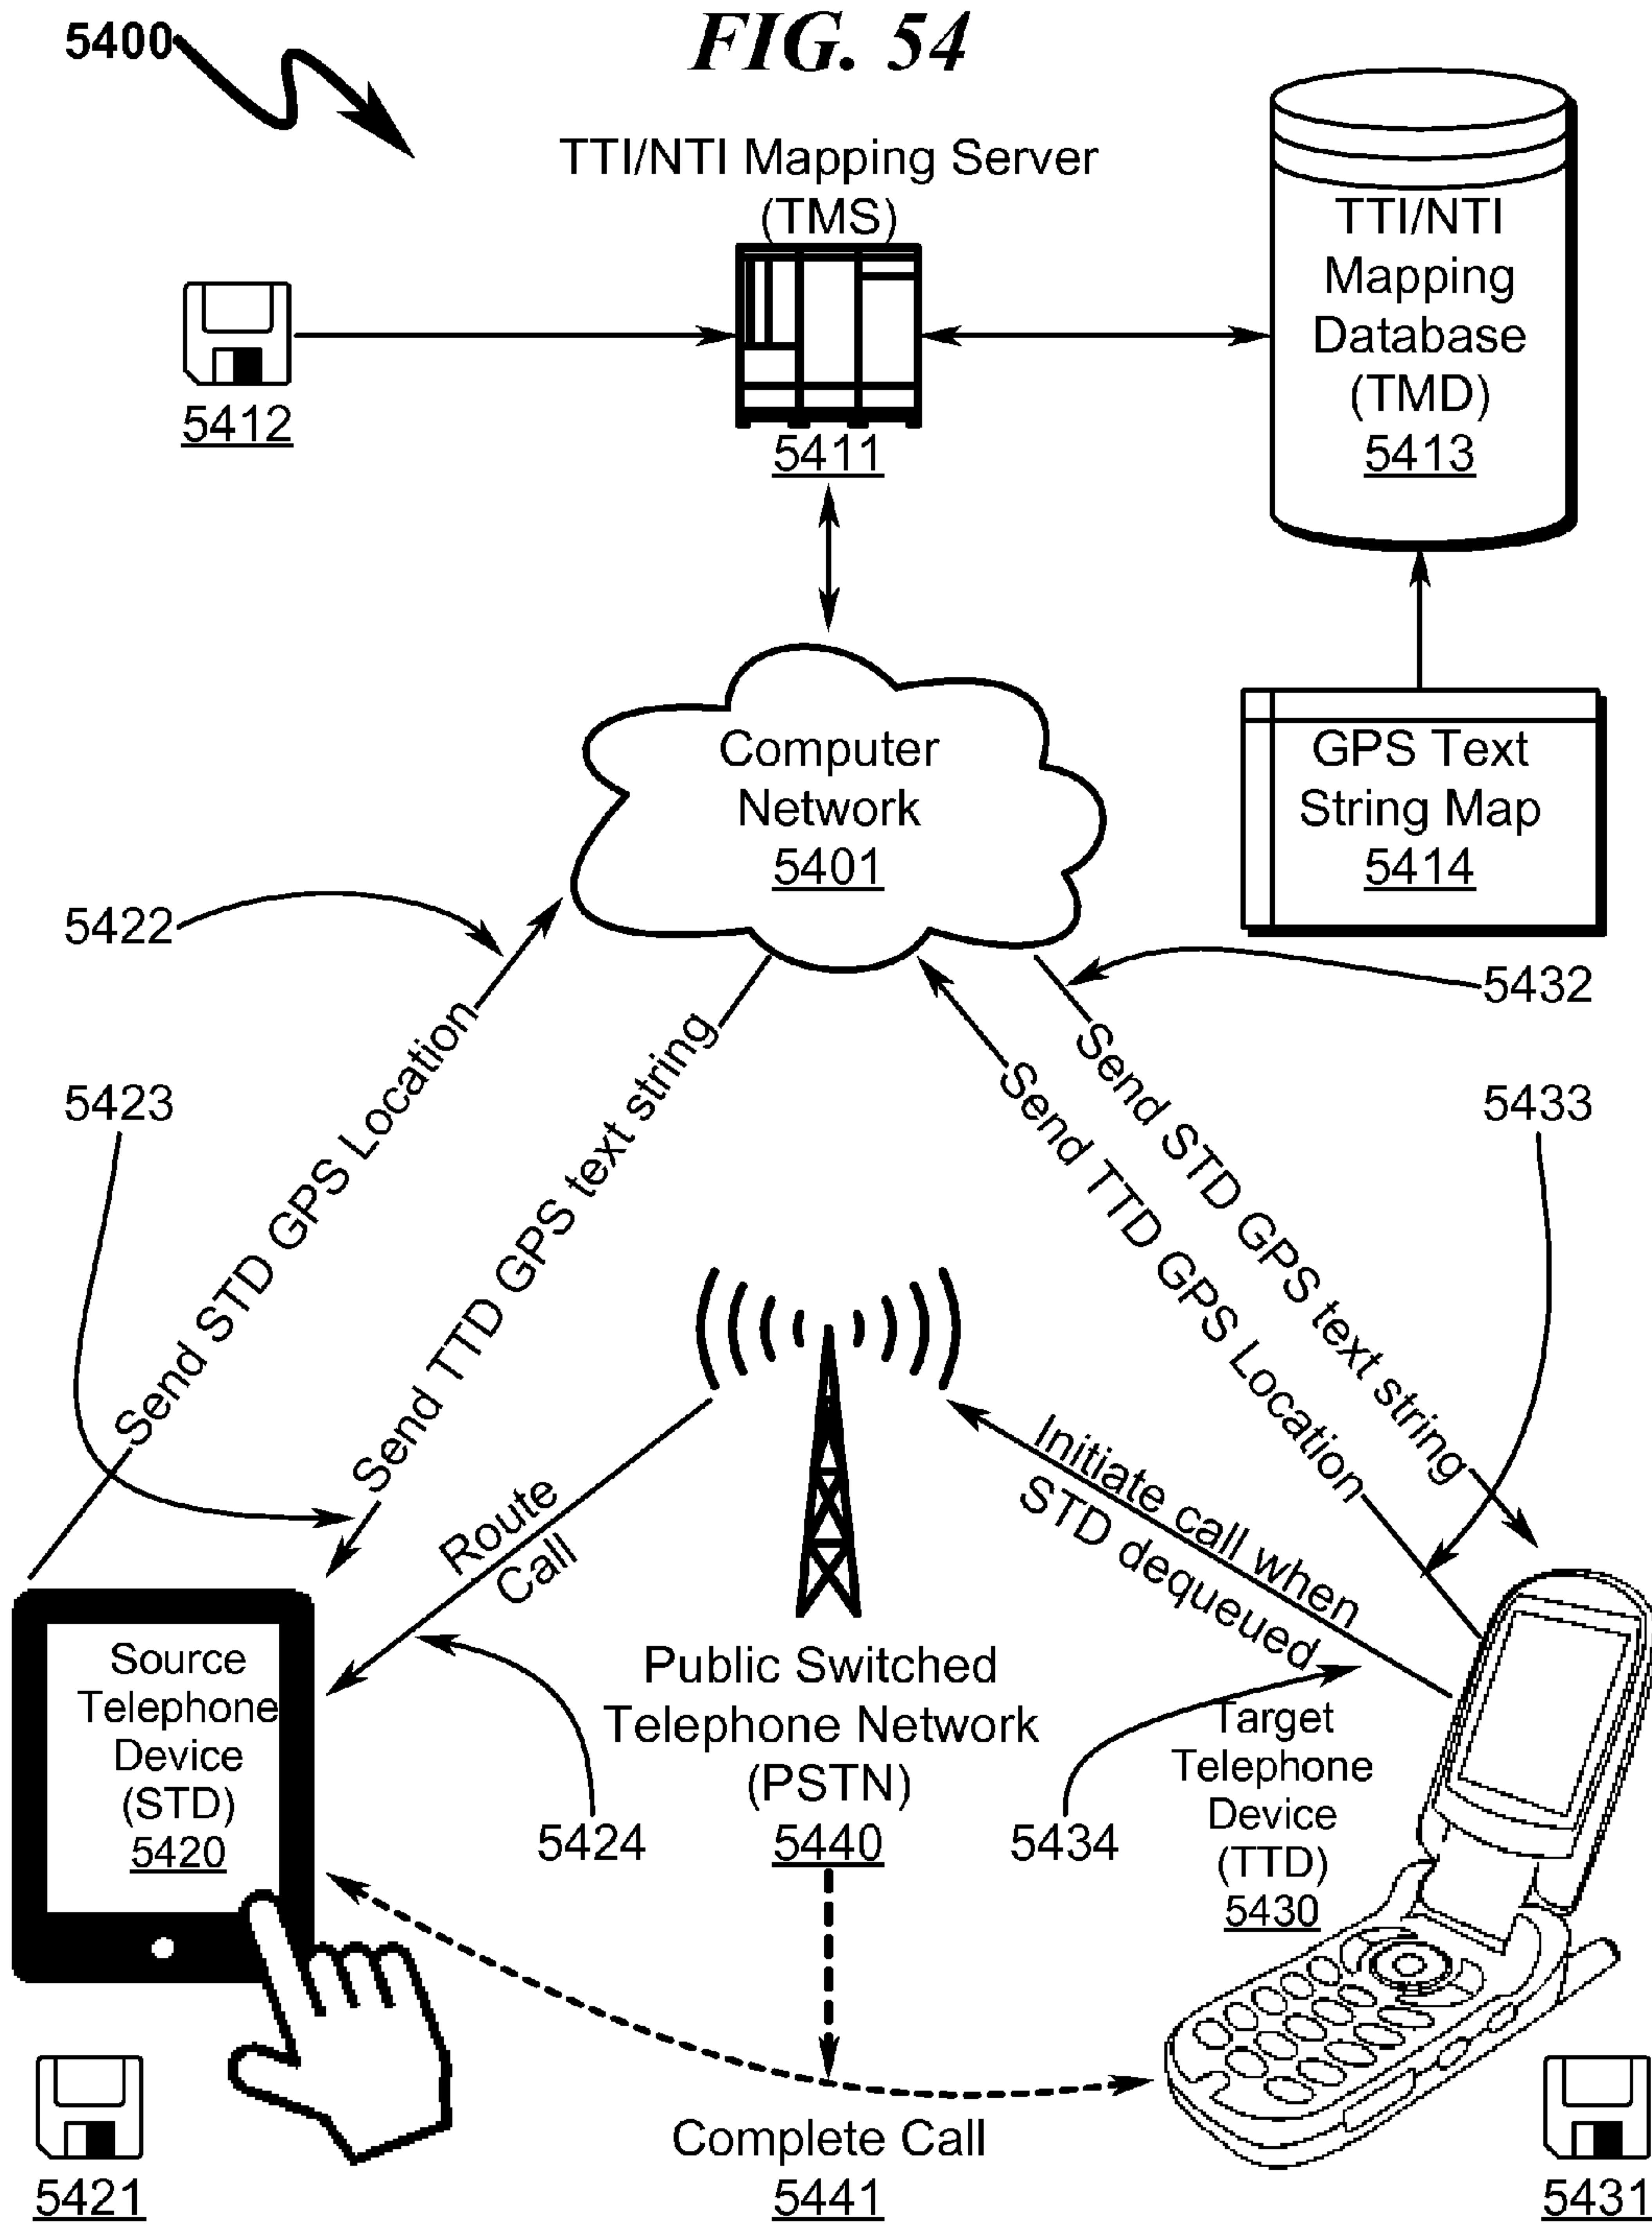 FIG. 54
5400
TTI/NTI Mapping Server
(TMS)
5411
5412
TTI/NTI
Mapping
Database
(TMD)
5413
Computer
Network
5401
GPS Text
String Map
5414
5422
5432
5423
5433
Send STD GPS Location
Send TTD GPS text string
Send STD GPS text string
Send TTD GPS Location
Route
Call
Initiate call when
STD dequeued
Source
Telephone
Device
(STD)
5420
5424
Public Switched
Telephone Network
(PSTN)
5440
5434
Target
Telephone
Device
(TTD)
5430
Complete Call
5441
5421
5431